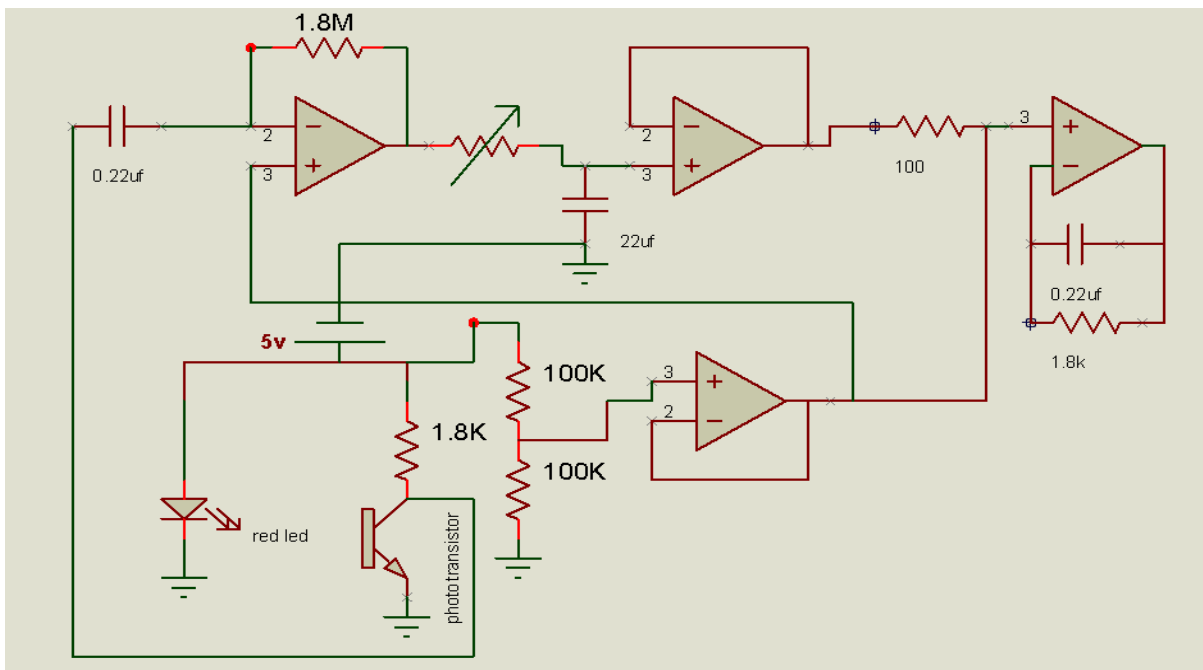 1.8M
2
3
0.22uf
2
3
22uf
100
3
0.22uf
1.8k
5v
100K
3
2
1.8K
100K
red led
phototransistor